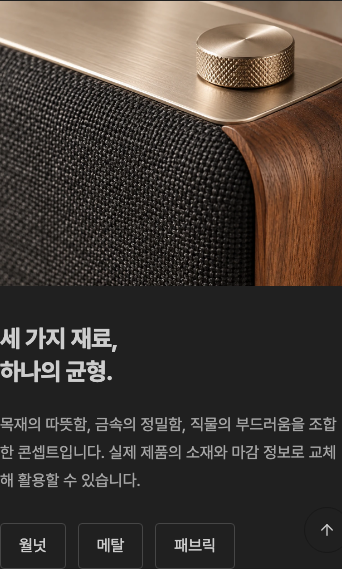 세 가지 재료,
하나의 균형.
목재의 따뜻함, 금속의 정밀함, 직물의 부드러움을 조합
한 콘셉트입니다. 실제 제품의 소재와 마감 정보로 교체
해 활용할 수 있습니다.
월넛
메탈
패브릭